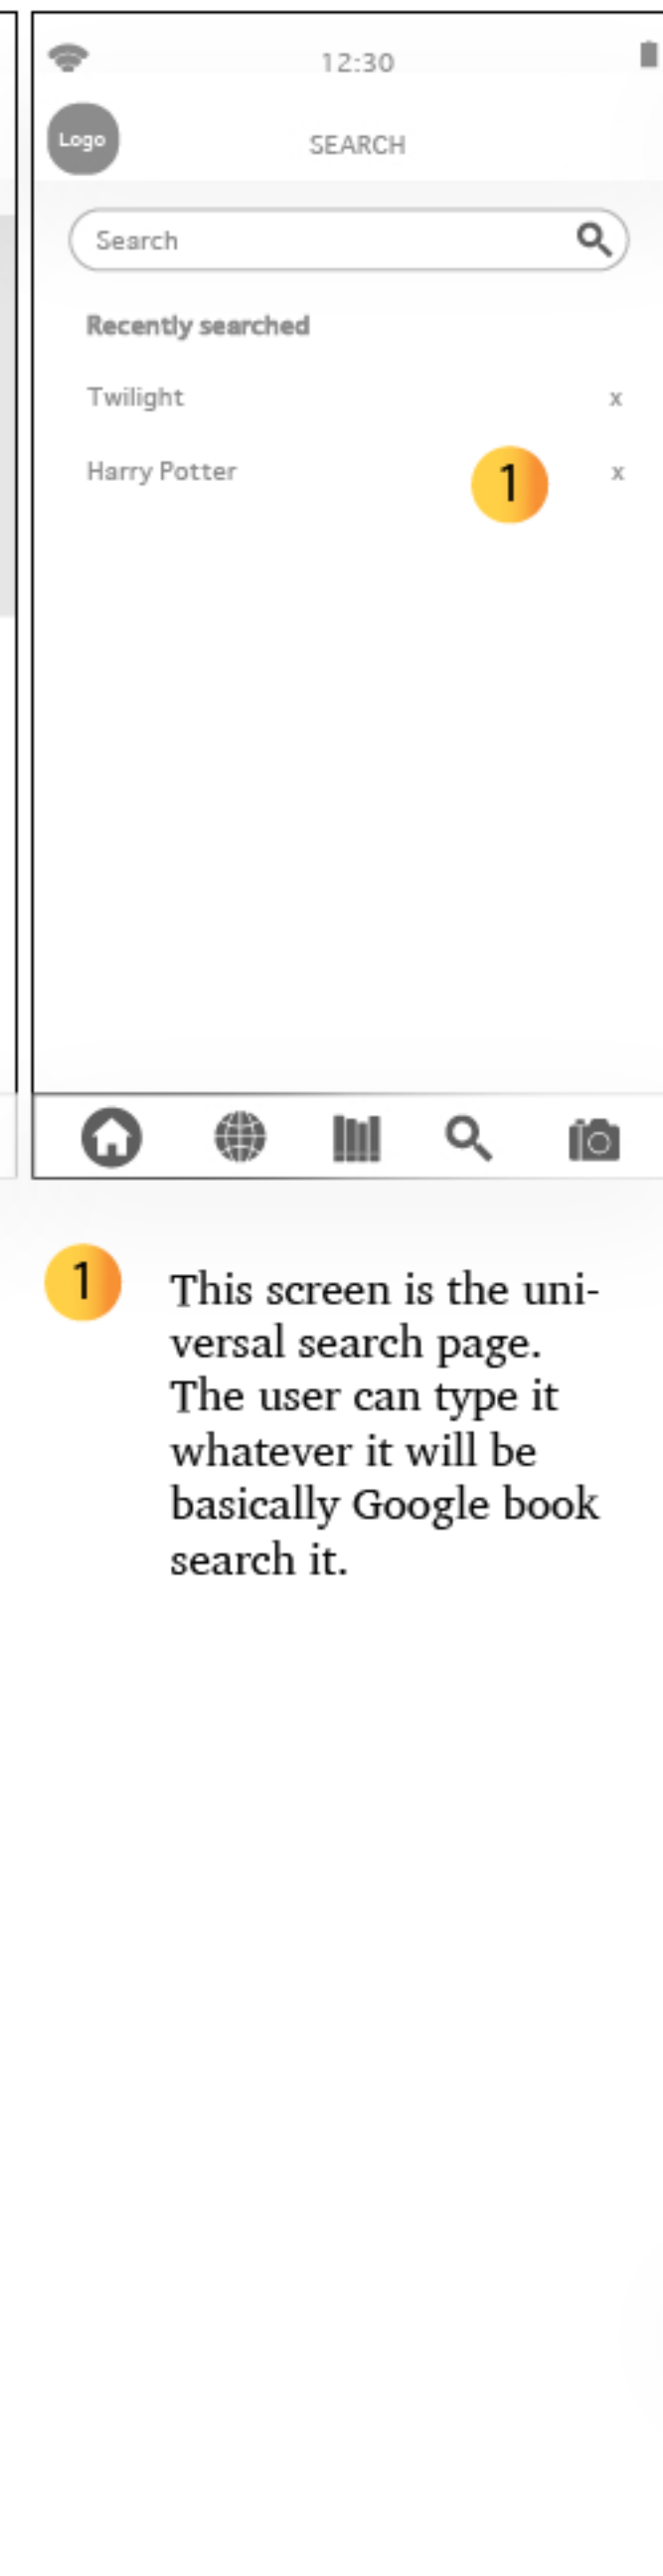 12:30
Logo
SEARCH
Search
Recently searched
Twilight x
Harry Potter x
1
1
This screen is the uni-
versal search page.
The user can type it
whatever it will be
basically Google book
search it.